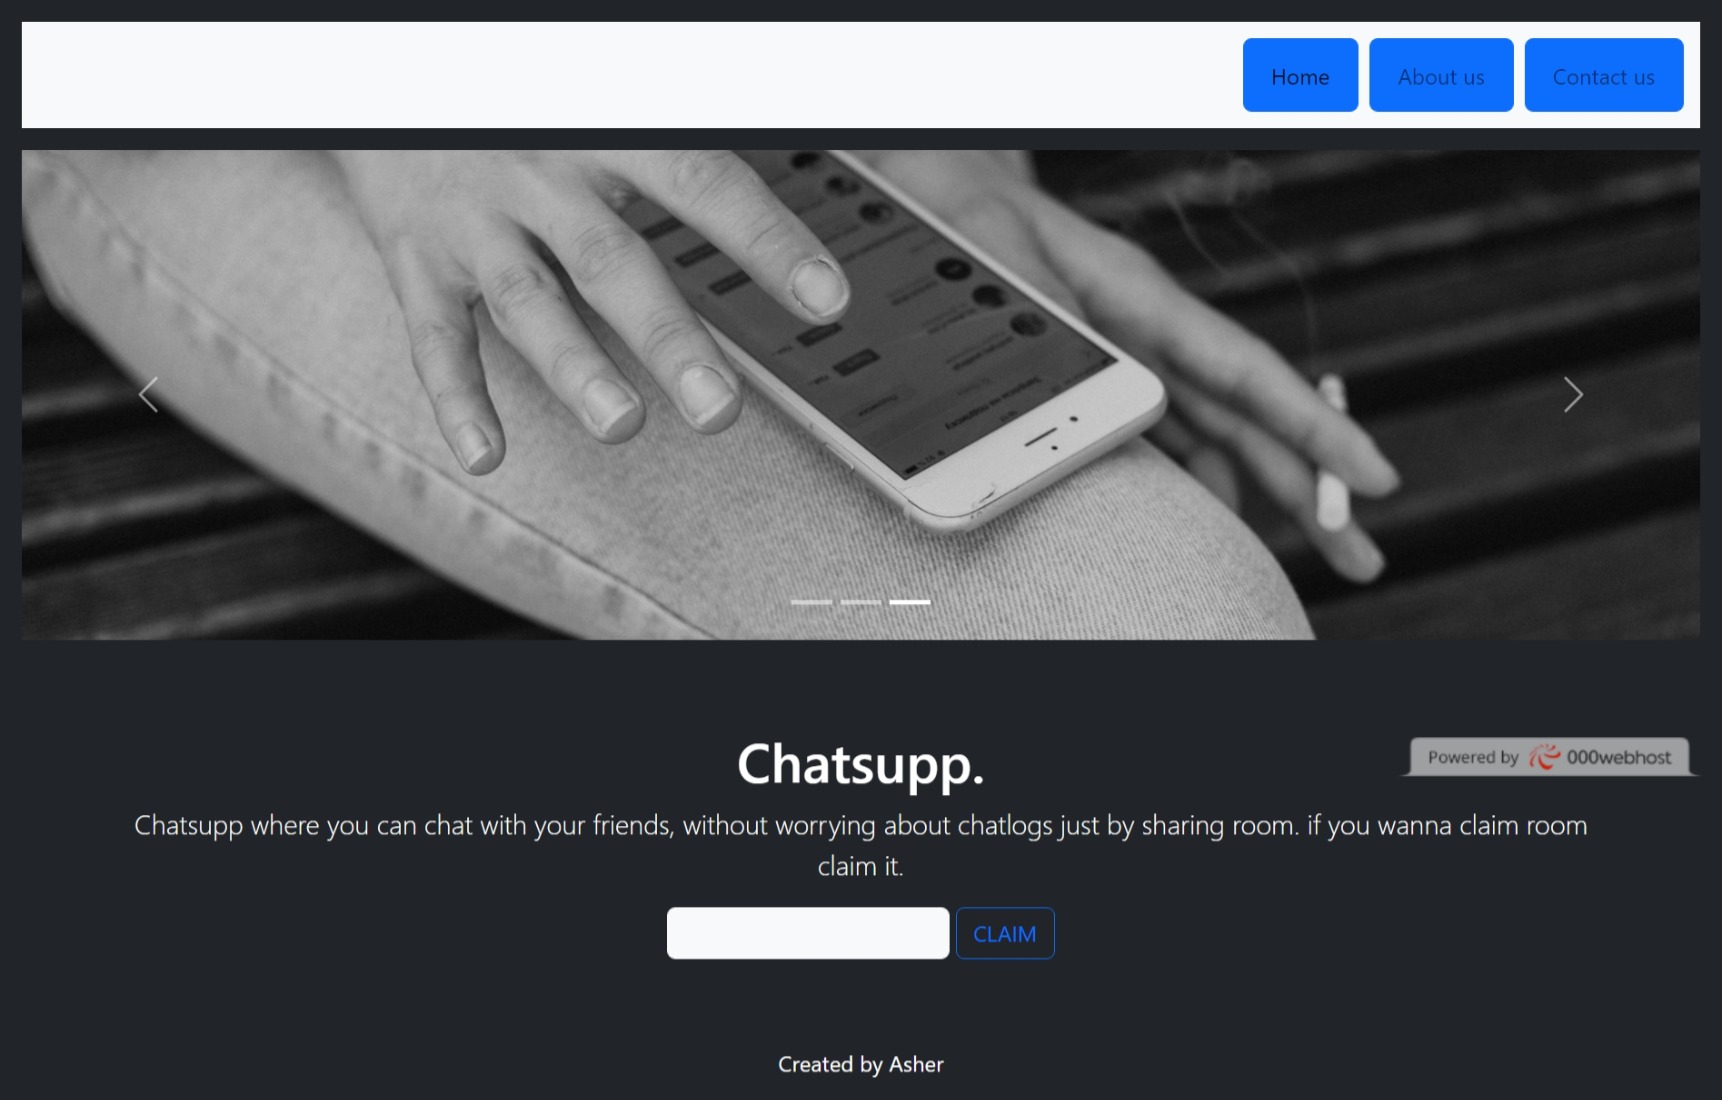 Home About us Contact us
Chatsupp.
Powered by 000webhost
Chatsupp where you can chat with your friends, without worrying about chatlogs just by sharing room. if you wanna claim room
claim it.
CLAIM
Created by Asher